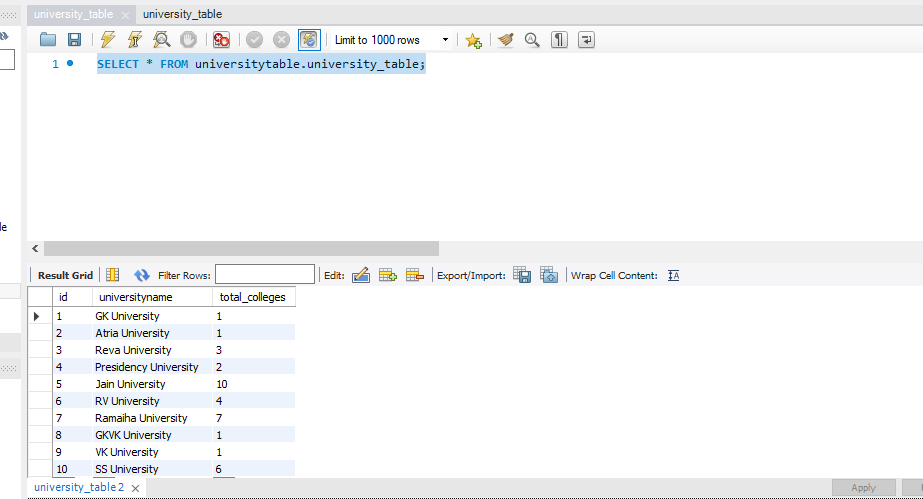 university_table university_table
Limit to 1000 rows
1 SELECT * FROM universitytable.university_table;
le
Result Grid Filter Rows: Edit: Export/Import: Wrap Cell Content:
id universityname total_colleges
1 GK University 1
2 Atria University 1
3 Reva University 3
4 Presidency University 2
5 Jain University 10
6 RV University 4
7 Ramaiha University 7
8 GKVK University 1
9 VK University 1
10 SS University 6
university_table 2 Apply